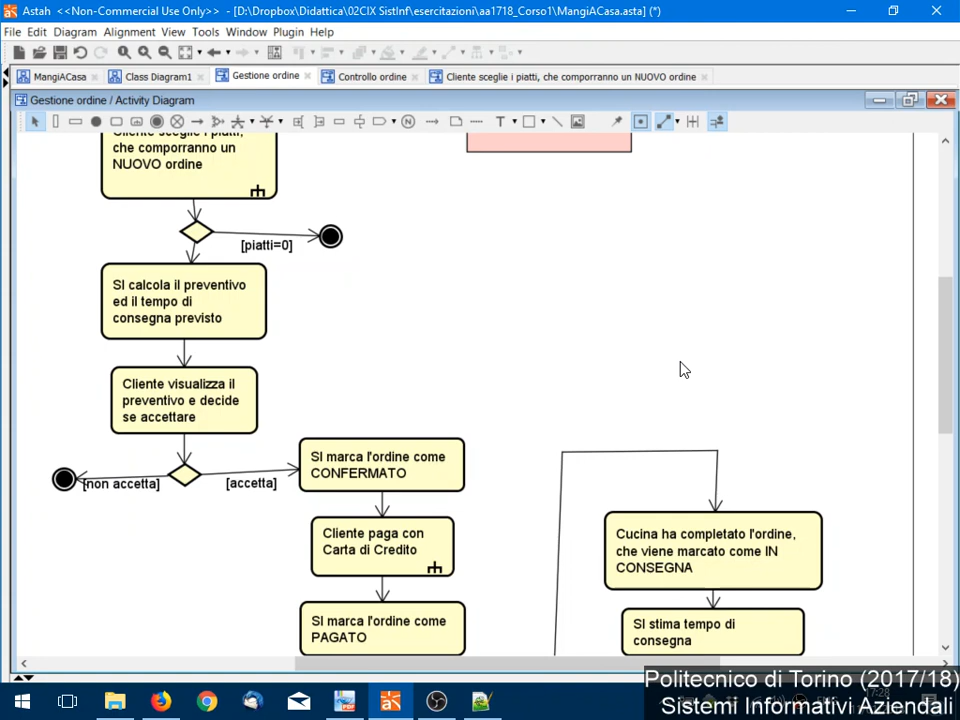 Astah <<Non-Commercial Use Only>> - [D:\Dropbox\Didattica\02CIX SistInf\esercitazioni\aa1718_Corso1\MangiACasa.asta] (*)
File Edit Diagram Alignment View Tools Window Plugin Help
MangiACasa Class Diagram1 Gestione ordine Controllo ordine Cliente sceglie i piatti, che comporranno un NUOVO ordine
Gestione ordine / Activity Diagram
Cliente sceglie i piatti,
che comporranno un
NUOVO ordine
[piatti=0]
SI calcola il preventivo
ed il tempo di
consegna previsto
Cliente visualizza il
preventivo e decide
se accettare
[non accetta]
[accetta]
SI marca l'ordine come
CONFERMATO
Cliente paga con
Carta di Credito
SI marca l'ordine come
PAGATO
Cucina ha completato l'ordine,
che viene marcato come IN
CONSEGNA
SI stima tempo di
consegna
Politecnico di Torino (2017/18)
17:28
Sistemi Informativi Aziendali